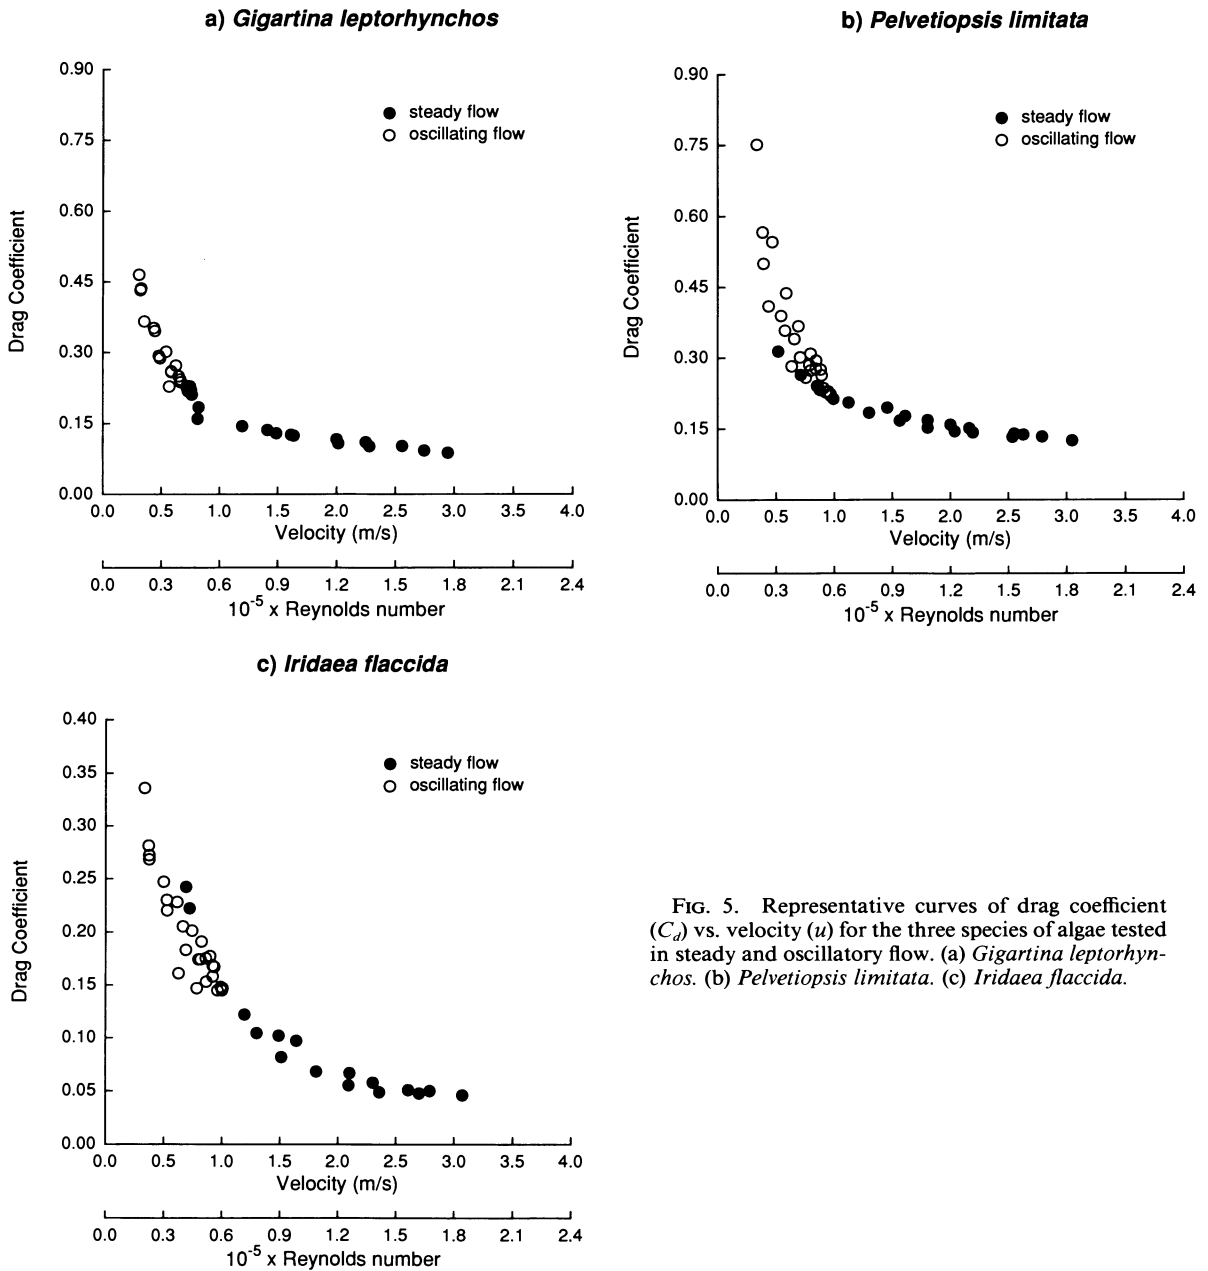 a) Gigartina leptorhynchos
0.90
0.75
0.60
0.45
0.30
0.15
0.00
Drag Coefficient
steady flow
oscillating flow
0.0 0.5 1.0 1.5 2.0 2.5 3.0 3.5 4.0
Velocity (m/s)
0.0 0.3 0.6 0.9 1.2 1.5 1.8 2.1 2.4
10-5 x Reynolds number
b) Pelvetiopsis limitata
0.90
0.75
0.60
0.45
0.30
0.15
0.00
Drag Coefficient
steady flow
oscillating flow
0.0 0.5 1.0 1.5 2.0 2.5 3.0 3.5 4.0
Velocity (m/s)
0.0 0.3 0.6 0.9 1.2 1.5 1.8 2.1 2.4
10-5 x Reynolds number
c) Iridaea flaccida
0.40
0.35
0.30
0.25
0.20
0.15
0.10
0.05
0.00
Drag Coefficient
steady flow
oscillating flow
0.0 0.5 1.0 1.5 2.0 2.5 3.0 3.5 4.0
Velocity (m/s)
0.0 0.3 0.6 0.9 1.2 1.5 1.8 2.1 2.4
10-5 x Reynolds number
FIG. 5. Representative curves of drag coefficient
(Cd) vs. velocity (u) for the three species of algae tested
in steady and oscillatory flow. (a) Gigartina leptorhyn-
chos. (b) Pelvetiopsis limitata. (c) Iridaea flaccida.